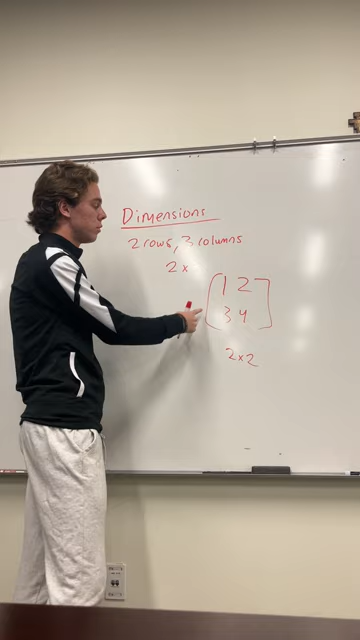 Dimensions
2 rows, 3 columns
2 x
1 2
3 4
2x2